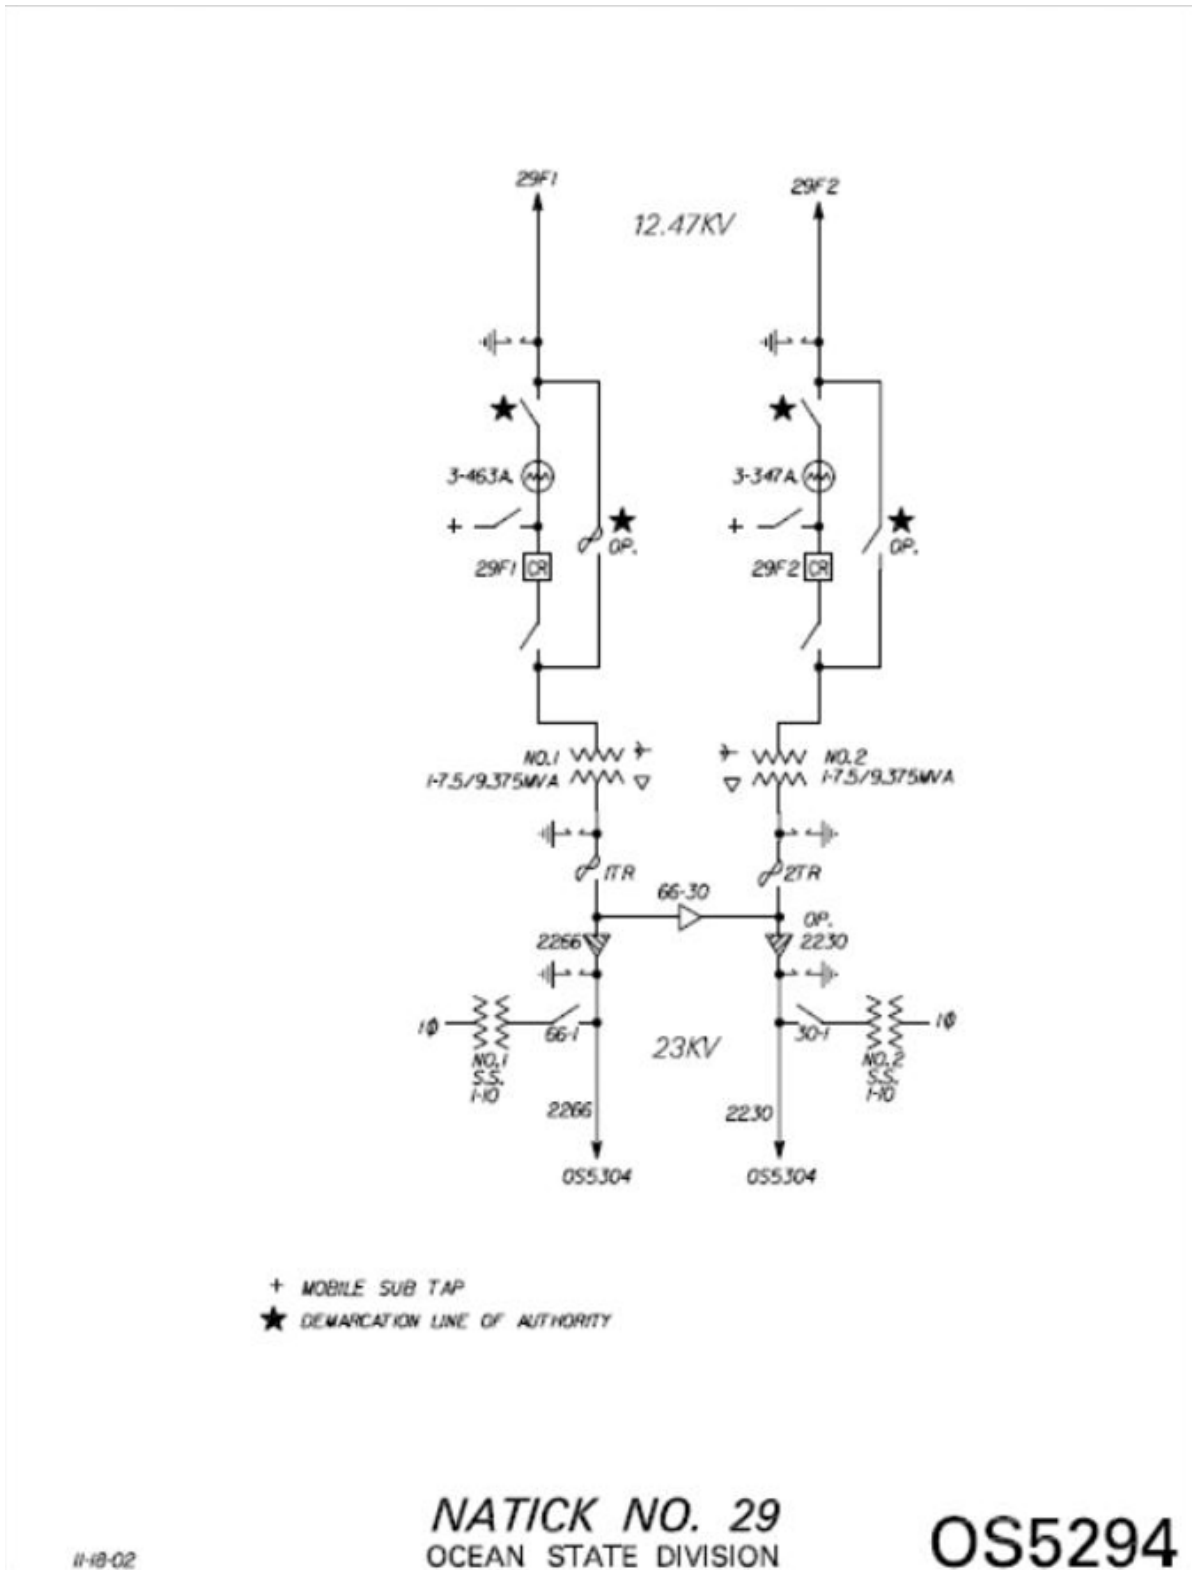 29F1
29F2
12.47KV
3-463A.
3-347A.
+
+
OP.
OP.
29F1 CR
29F2 CR
NO.1
1-7.5/9.375MVA
NO.2
1-7.5/9.375MVA
1TR
2TR
66-30
OP.
2266
2230
1Φ
66-1
30-1
1Φ
NO.1
S.S.
1-10
23KV
NO.2
S.S.
1-10
2266
2230
OS5304
OS5304
+ MOBILE SUB TAP
★ DEMARCATION LINE OF AUTHORITY
NATICK NO. 29
OCEAN STATE DIVISION
OS5294
11-18-02